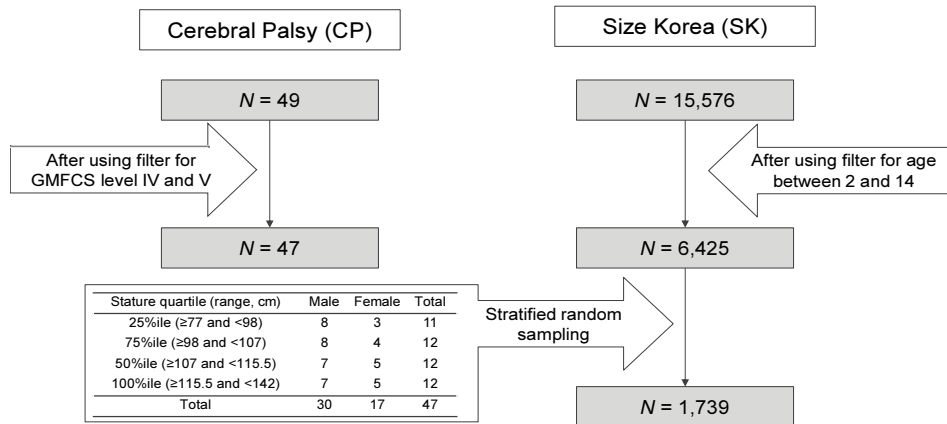 Cerebral Palsy (CP)
Size Korea (SK)
N = 49
N = 15,576
After using filter for
GMFCS level IV and V
After using filter for age
between 2 and 14
N = 47
N = 6,425
Stature quartile (range, cm) Male Female Total
25%ile (≥77 and <98) 8 3 11
75%ile (≥98 and <107) 8 4 12
50%ile (≥107 and <115.5) 7 5 12
100%ile (≥115.5 and <142) 7 5 12
Total 30 17 47
Stratified random
sampling
N = 1,739